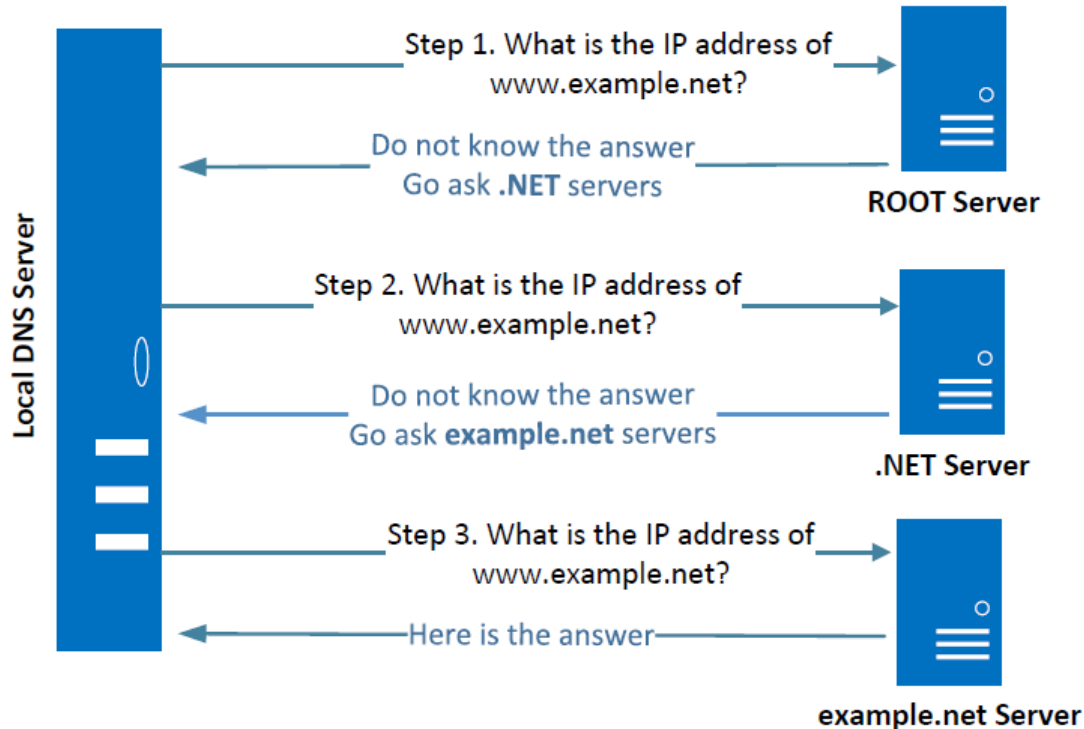 Local DNS Server
Step 1. What is the IP address of
www.example.net?
Do not know the answer
Go ask .NET servers
ROOT Server
Step 2. What is the IP address of
www.example.net?
Do not know the answer
Go ask example.net servers
.NET Server
Step 3. What is the IP address of
www.example.net?
Here is the answer
example.net Server